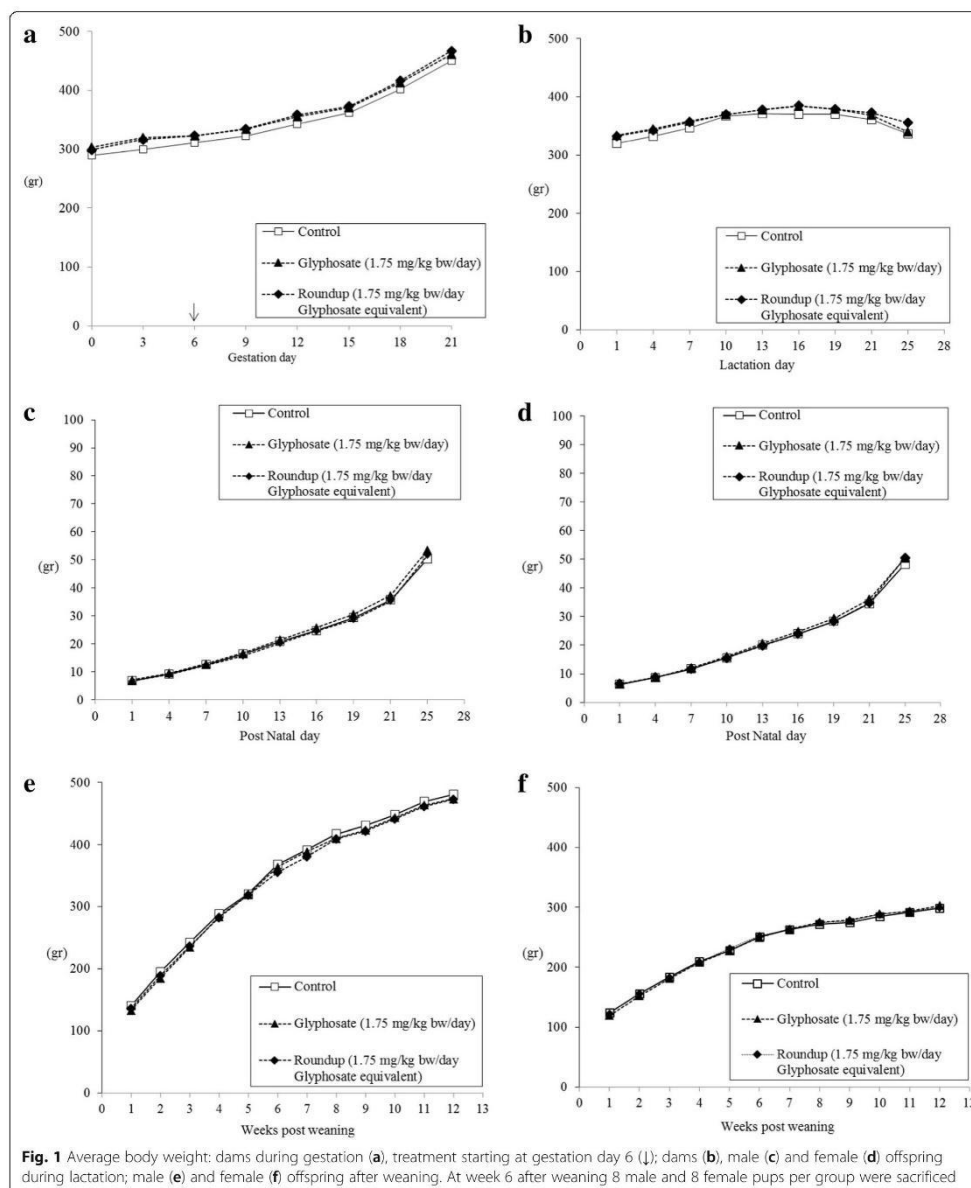 a
500
400
300
(gr)
200
100
0
0 3 6 9 12 15 18 21
Gestation day
Control
Glyphosate (1.75 mg/kg bw/day)
Roundup (1.75 mg/kg bw/day
Glyphosate equivalent)
b
500
400
300
(gr)
200
100
0
0 1 4 7 10 13 16 19 21 25 28
Lactation day
Control
Glyphosate (1.75 mg/kg bw/day)
Roundup (1.75 mg/kg bw/day
Glyphosate equivalent)
c
100
90
80
70
60
50
(gr)
40
30
20
10
0
0 1 4 7 10 13 16 19 21 25 28
Post Natal day
Control
Glyphosate (1.75 mg/kg bw/day)
Roundup (1.75 mg/kg bw/day
Glyphosate equivalent)
d
100
90
80
70
60
50
(gr)
40
30
20
10
0
0 1 4 7 10 13 16 19 21 25 28
Post Natal day
Control
Glyphosate (1.75 mg/kg bw/day)
Roundup (1.75 mg/kg bw/day
Glyphosate equivalent)
e
500
400
300
(gr)
200
100
0
0 1 2 3 4 5 6 7 8 9 10 11 12 13
Weeks post weaning
Control
Glyphosate (1.75 mg/kg bw/day)
Roundup (1.75 mg/kg bw/day
Glyphosate equivalent)
f
500
400
300
(gr)
200
100
0
0 1 2 3 4 5 6 7 8 9 10 11 12 13
Weeks post weaning
Control
Glyphosate (1.75 mg/kg bw/day)
Roundup (1.75 mg/kg bw/day
Glyphosate equivalent)
Fig. 1 Average body weight: dams during gestation (a), treatment starting at gestation day 6 (↓); dams (b), male (c) and female (d) offspring
during lactation; male (e) and female (f) offspring after weaning. At week 6 after weaning 8 male and 8 female pups per group were sacrificed